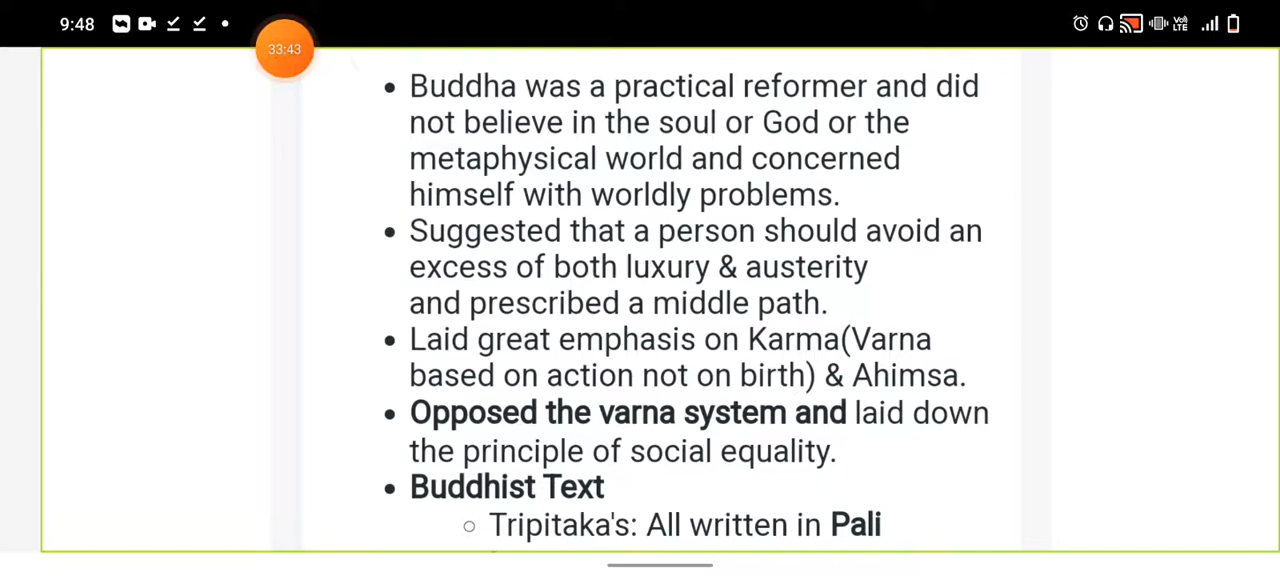 9:48
VoU LTE
33:43
• Buddha was a practical reformer and did
not believe in the soul or God or the
metaphysical world and concerned
himself with worldly problems.
• Suggested that a person should avoid an
excess of both luxury & austerity
and prescribed a middle path.
• Laid great emphasis on Karma(Varna
based on action not on birth) & Ahimsa.
• Opposed the varna system and laid down
the principle of social equality.
• Buddhist Text
○ Tripitaka's: All written in Pali